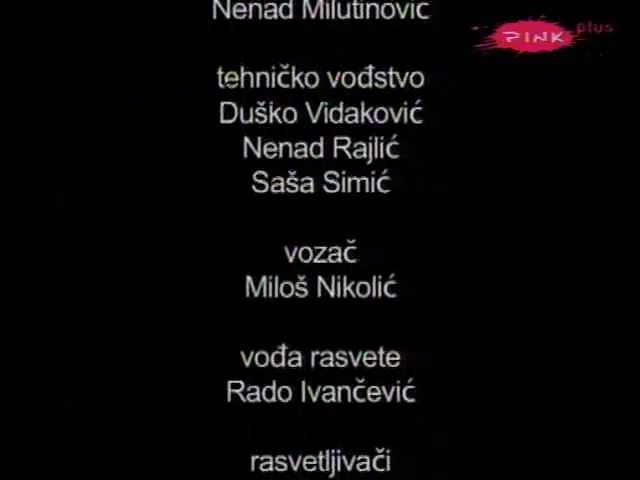 Nenad Milutinović
PINK plus
tehničko vođstvo
Duško Vidaković
Nenad Rajlić
Saša Simić
vozač
Miloš Nikolić
vođa rasvete
Rado Ivančević
rasvetljivači